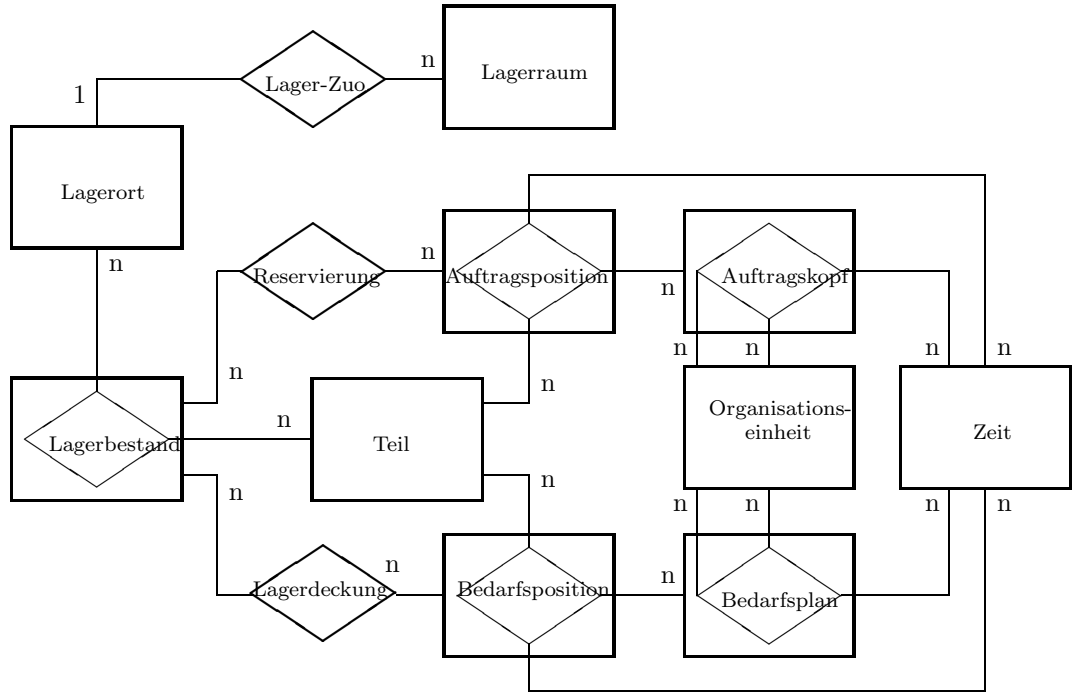 n
Lagerraum
Lager-Zuo
1
Lagerort
n
n
Reservierung
Auftragsposition
Auftragskopf
n
n
n
n
n
n
n
n
Organisations-
einheit
Zeit
Lagerbestand
Teil
n
n
n
n
n
n
n
n
n
Lagerdeckung
Bedarfsposition
Bedarfsplan